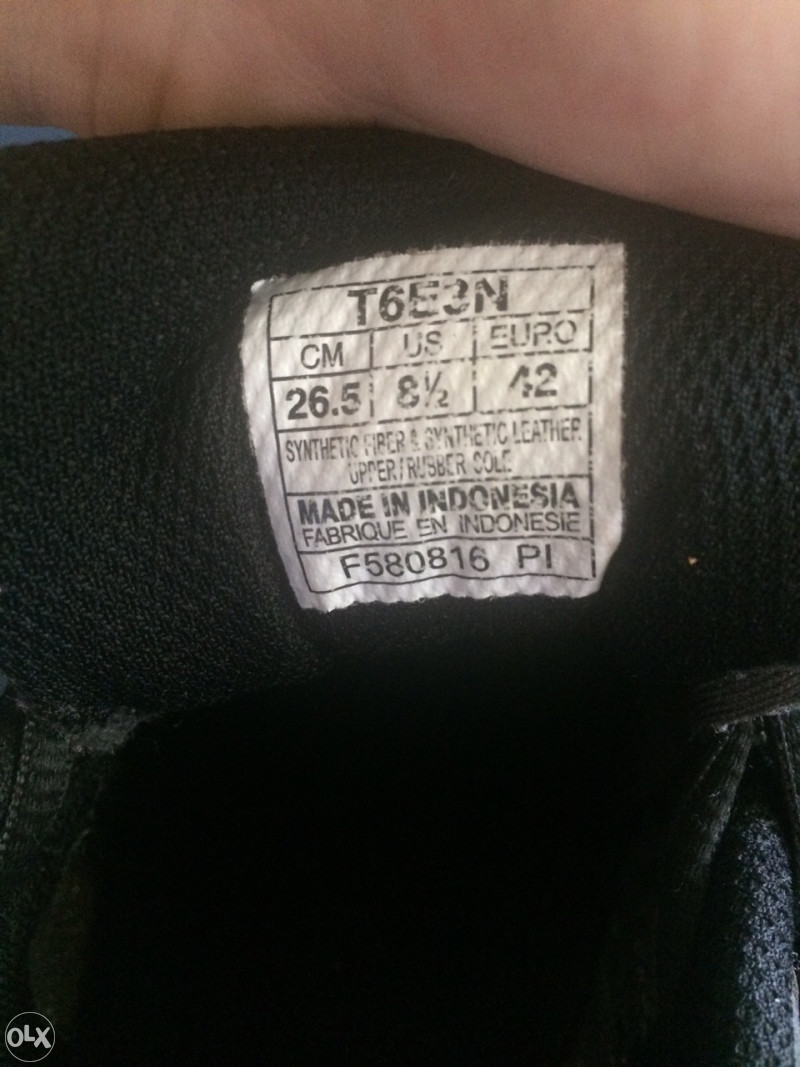 T6E3N
CM US EURO
26.5 8½ 42
SYNTHETIC FIBER & SYNTHETIC LEATHER
UPPER/RUBBER SOLE
MADE IN INDONESIA
FABRIQUE EN INDONESIE
F580816 PI
OLX